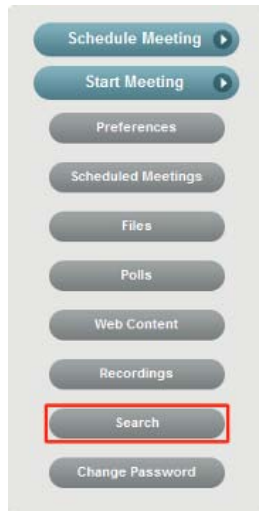 Schedule Meeting
Start Meeting
Preferences
Scheduled Meetings
Files
Polls
Web Content
Recordings
Search
Change Password